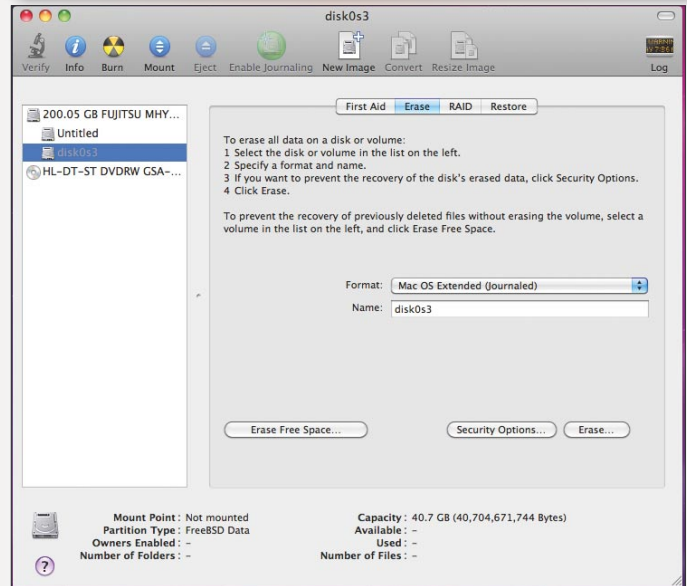 disk0s3
Verify Info Burn Mount Eject Enable Journaling New Image Convert Resize Image Log
200.05 GB FUJITSU MHY...
Untitled
disk0s3
HL-DT-ST DVDRW GSA-...
First Aid Erase RAID Restore
To erase all data on a disk or volume:
1 Select the disk or volume in the list on the left.
2 Specify a format and name.
3 If you want to prevent the recovery of the disk's erased data, click Security Options.
4 Click Erase.
To prevent the recovery of previously deleted files without erasing the volume, select a
volume in the list on the left, and click Erase Free Space.
Format: Mac OS Extended (Journaled)
Name: disk0s3
Erase Free Space... Security Options... Erase...
Mount Point : Not mounted Capacity : 40.7 GB (40,704,671,744 Bytes)
Partition Type : FreeBSD Data Available : –
Owners Enabled : – Used : –
Number of Folders : – Number of Files : –
?